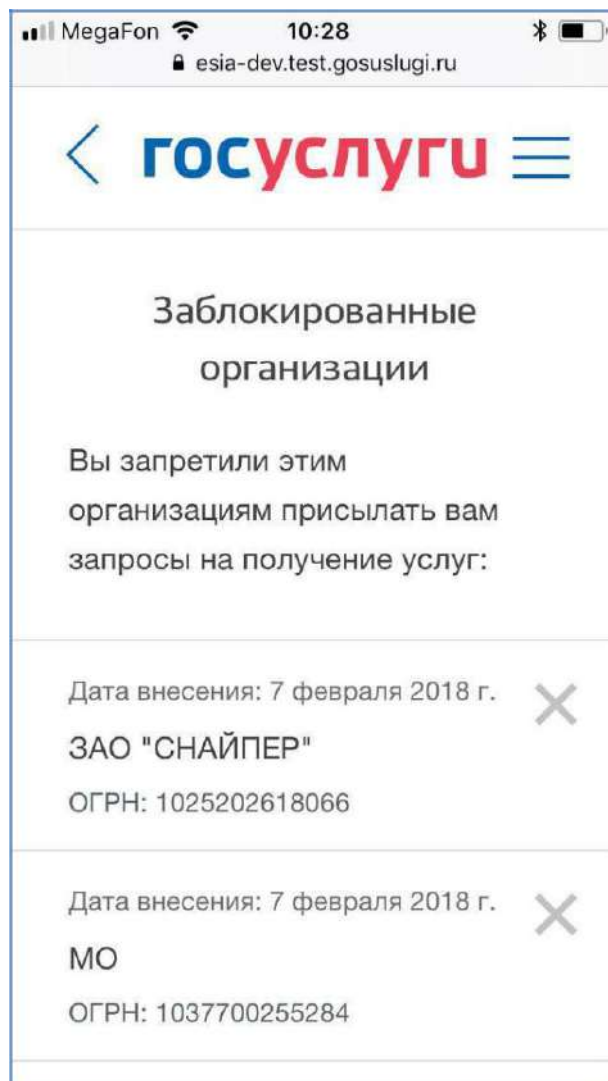 MegaFon 10:28
esia-dev.test.gosuslugi.ru
госуслуги
Заблокированные
организации
Вы запретили этим
организациям присылать вам
запросы на получение услуг:
Дата внесения: 7 февраля 2018 г.
ЗАО "СНАЙПЕР"
ОГРН: 1025202618066
Дата внесения: 7 февраля 2018 г.
МО
ОГРН: 1037700255284